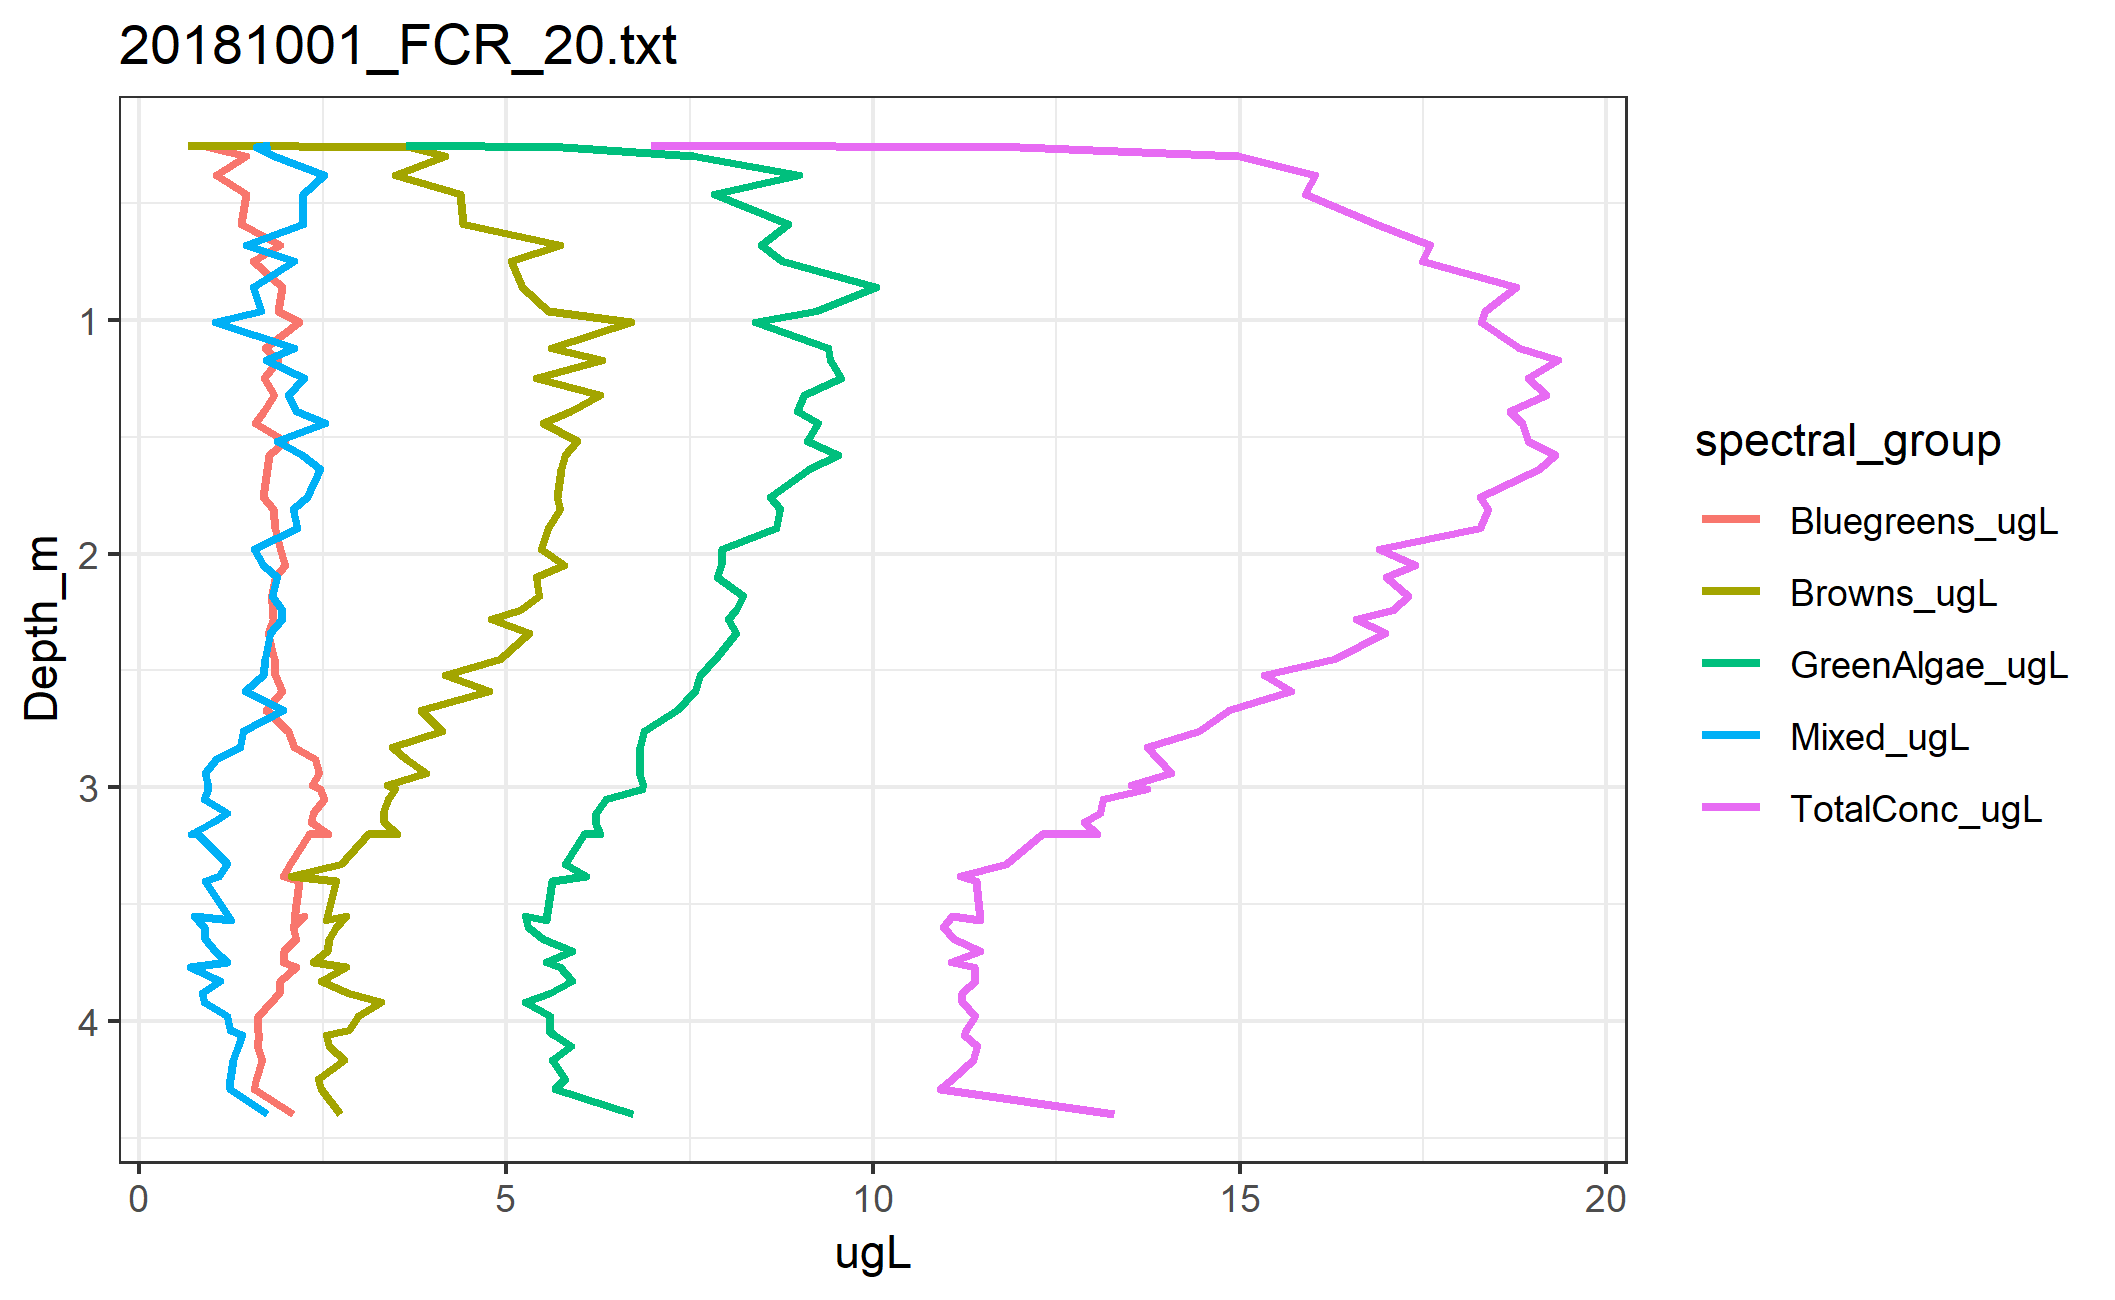 20181001_FCR_20.txt
Depth_m
1
2
3
4
0 5 10 15 20
ugL
spectral_group
Bluegreens_ugL
Browns_ugL
GreenAlgae_ugL
Mixed_ugL
TotalConc_ugL